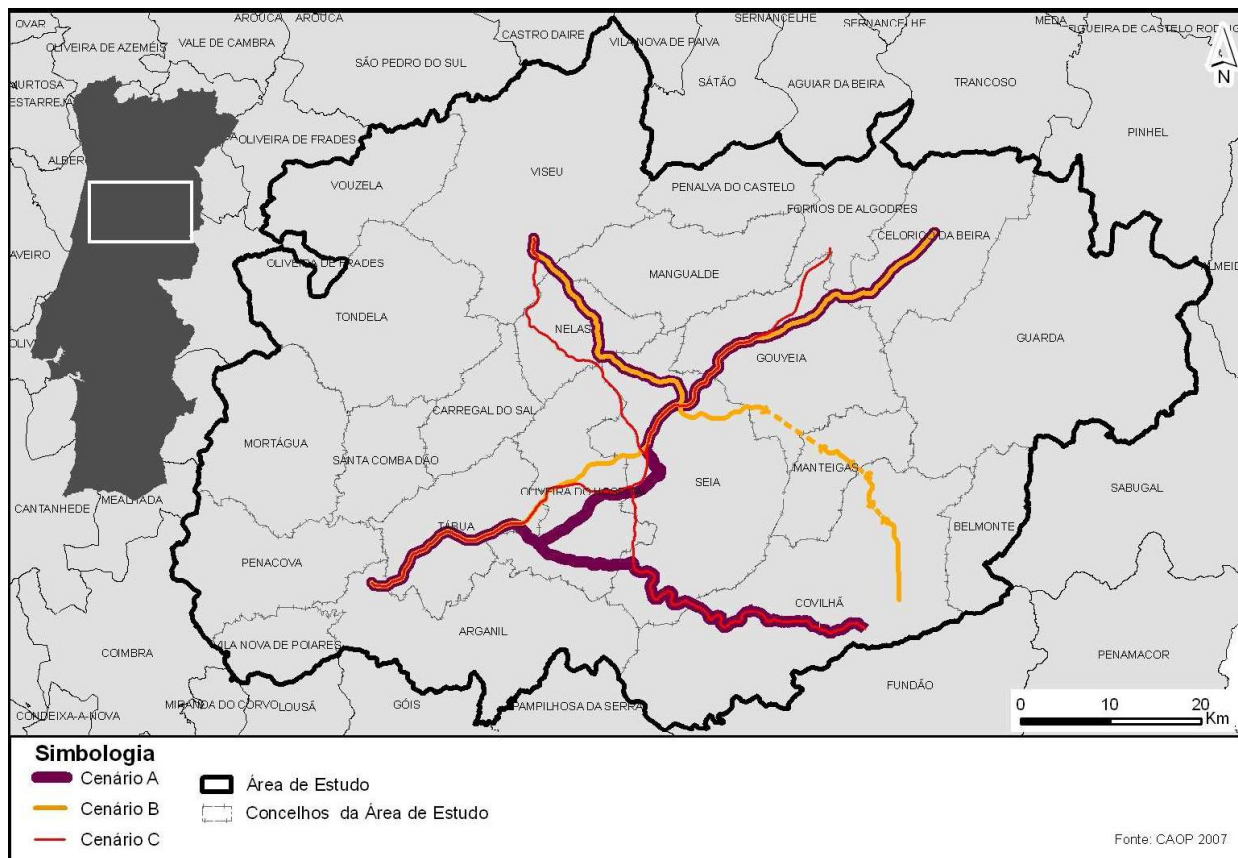 AROUCA
AROUCA
SERNANCELHE
SERNANCELHE
MEDA
OVAR
OLIVEIRA DE AZEMÉIS
VALE DE CAMBRA
CASTRO DAIRE
VILA NOVA DE PAIVA
SÃO PEDRO DO SUL
SÁTÃO
AGUIAR DA BEIRA
TRANCOSO
N
PINHEL
OLIVEIRA DE FRADES
VISEU
VOUZELA
PENALVA DO CASTELO
FORNOS DE ALGODRES
CELORICO DA BEIRA
OLIVEIRA DE FRADES
MANGUALDE
TONDELA
NELAS
GUARDA
GOUVEIA
CARREGAL DO SAL
MORTÁGUA
SANTA COMBA DÃO
MANTEIGAS
SEIA
SABUGAL
MEALHADA
CANTANHEDE
TÁBUA
BELMONTE
PENACOVA
COVILHÃ
ARGANIL
VILA NOVA DE POIARES
COIMBRA
PENAMACOR
FUNDÃO
MIRANDA DO CORVO
LOUSÃ
GÓIS
PAMPILHOSA DA SERRA
CONDEIXA-A-NOVA
0 10 20
Km
Simbologia
Cenário A
Área de Estudo
Cenário B
Concelhos da Área de Estudo
Cenário C
Fonte: CAOP 2007